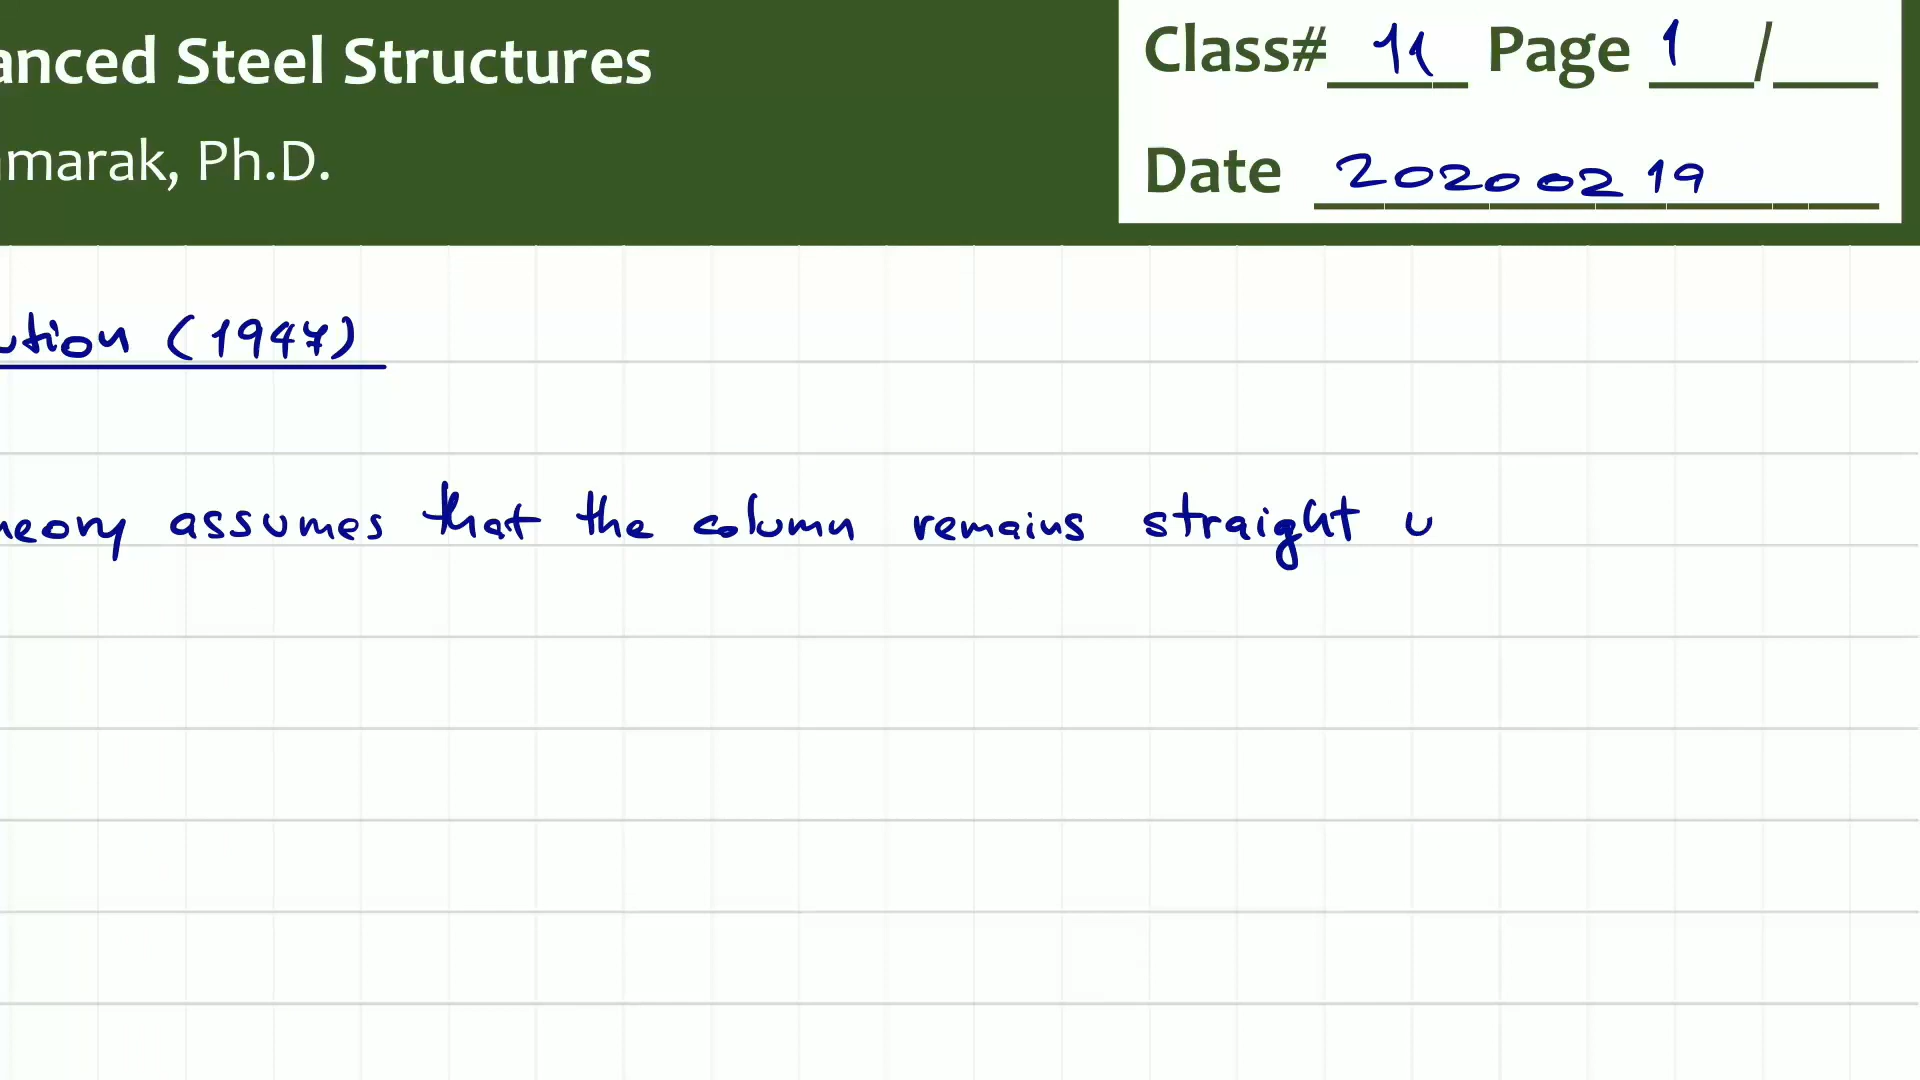 anced Steel Structures
marak, Ph.D.
Class# 11 Page 1 /
Date 20200219
ution (1947)
heory assumes that the column remains straight u